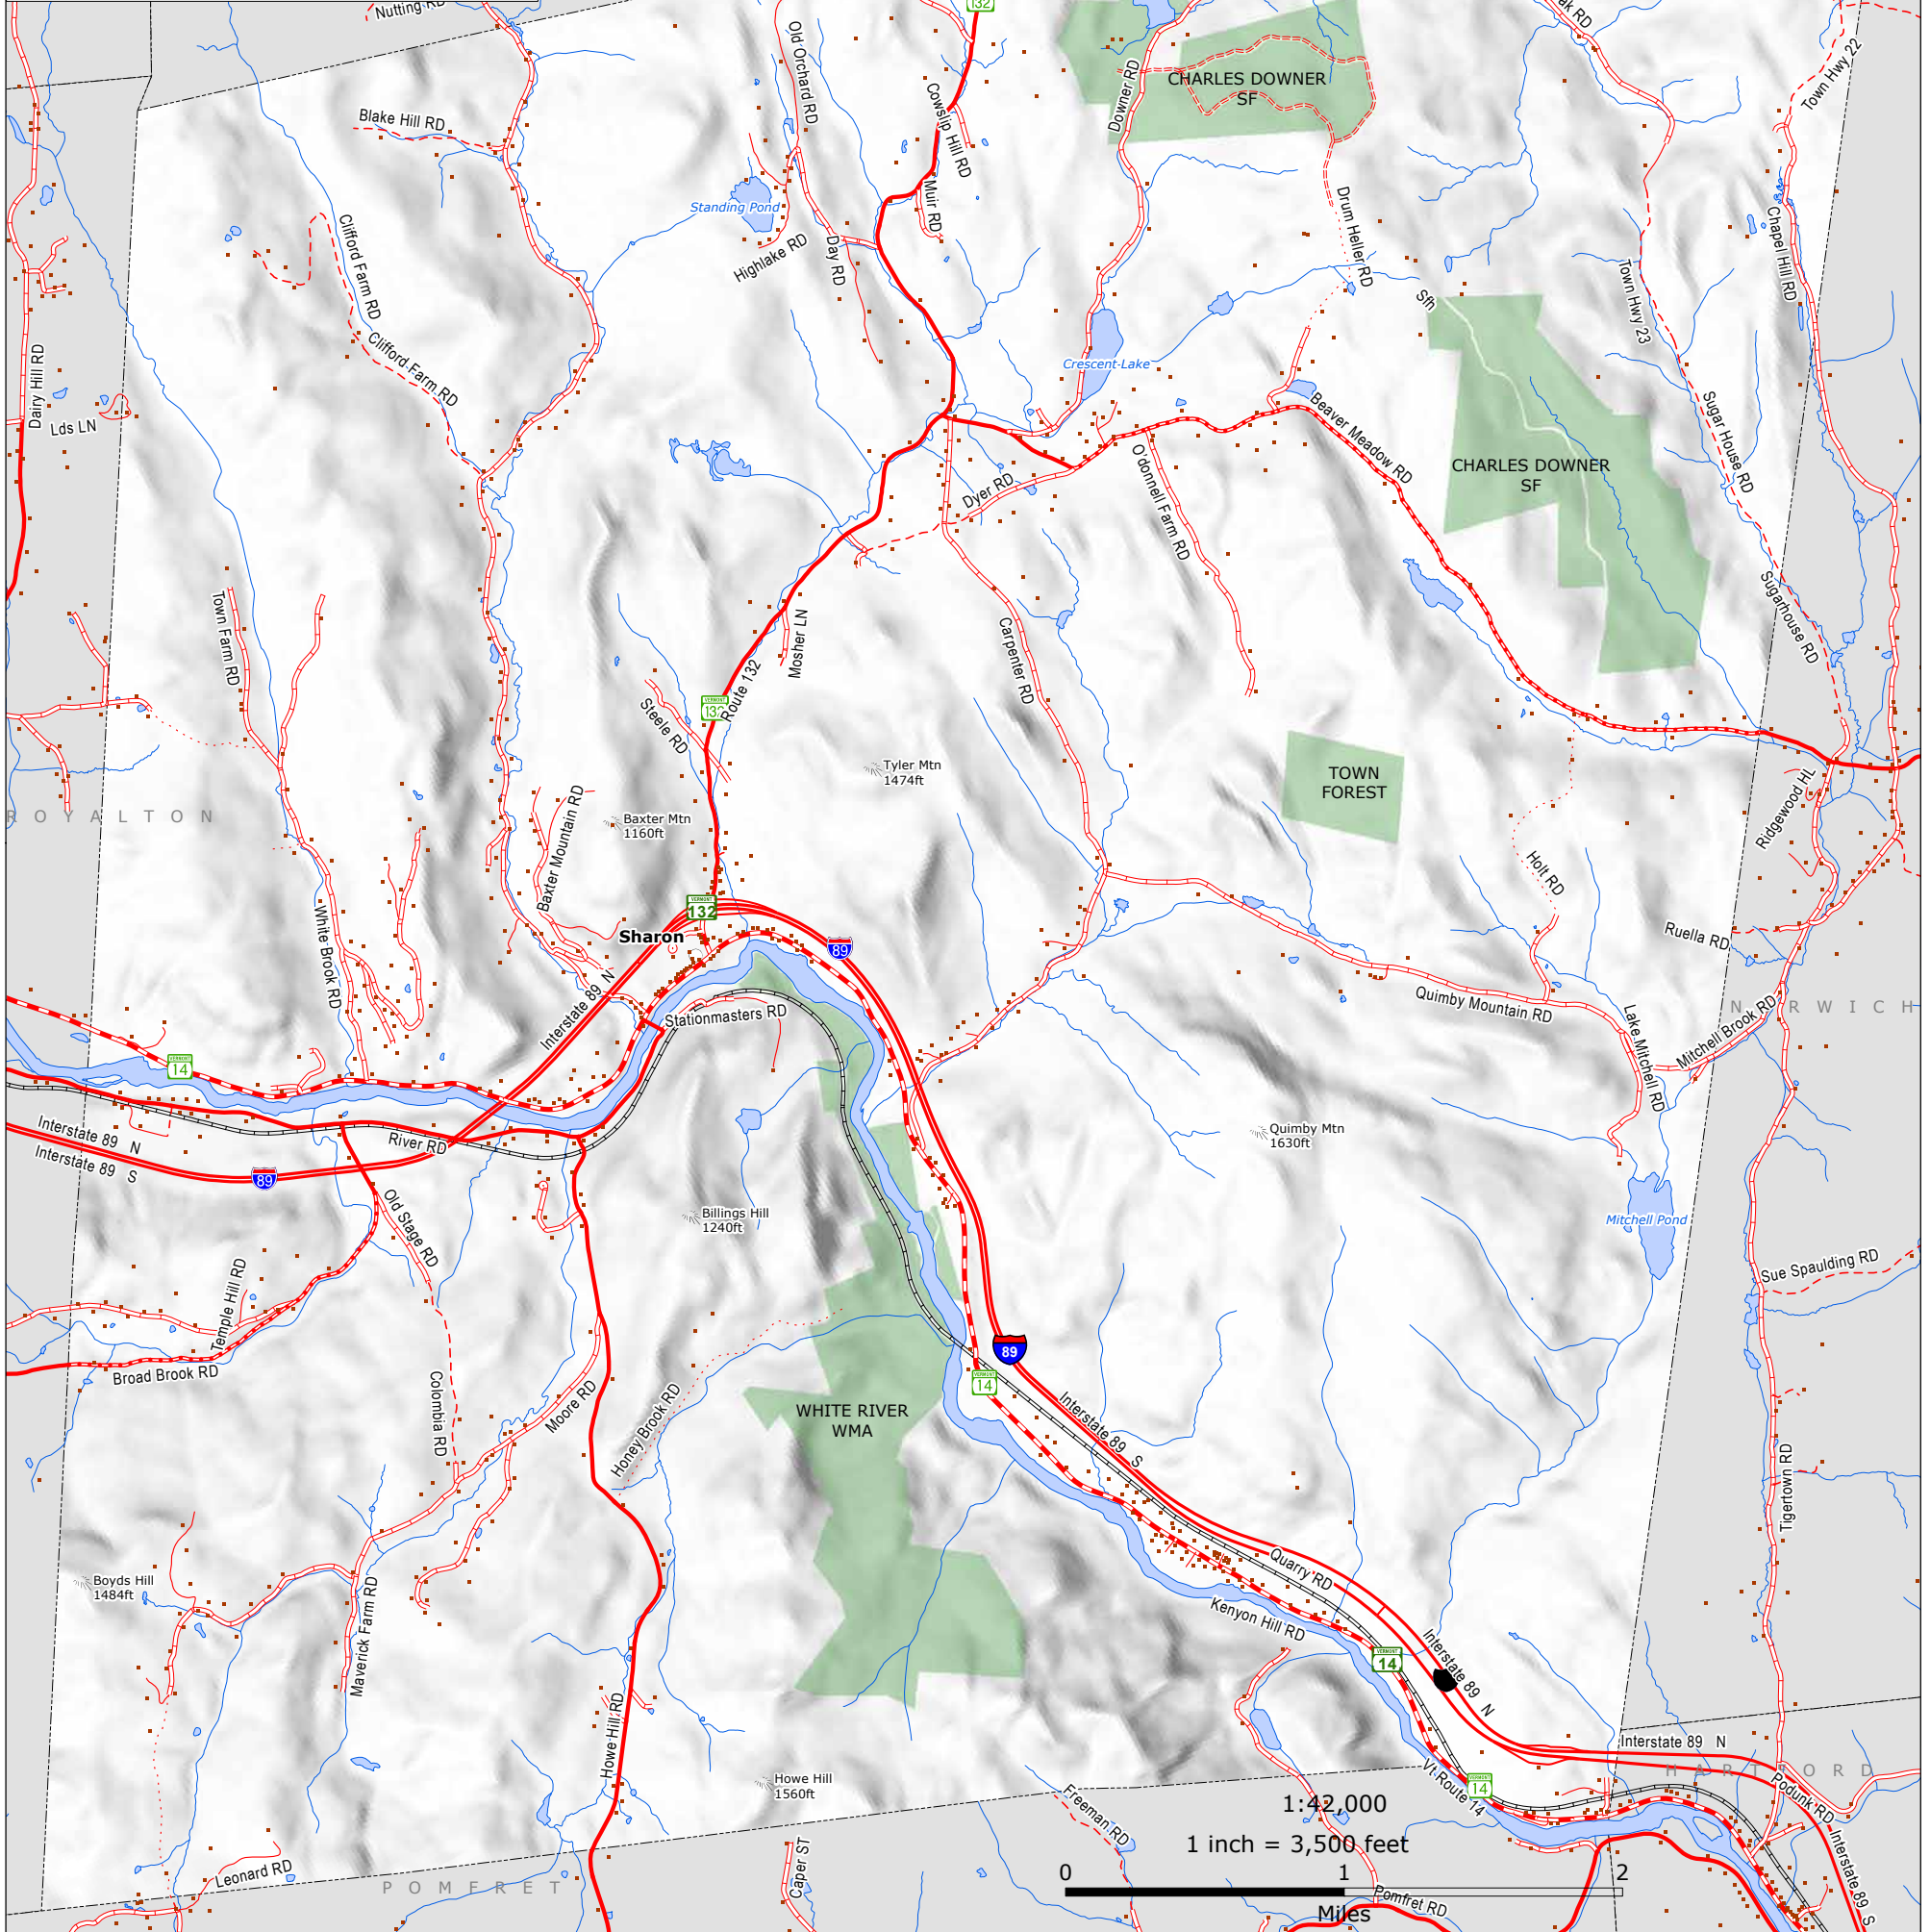 Nutting RD
132
ak RD
Old Orchard RD
Cowslip Hill RD
Downer RD
CHARLES DOWNER
SF
Town Hwy 22
Blake Hill RD
Standing Pond
Muir RD
Drum Heller RD
Clifford Farm RD
Highlake RD
Day RD
Chapel Hill RD
Town Hwy 23
Sfh
Dairy Hill RD
Clifford Farm RD
Crescent Lake
Lds LN
Beaver Meadow RD
Sugar House RD
CHARLES DOWNER
SF
Dyer RD
O'donnell Farm RD
Town Farm RD
Mosher LN
Carpenter RD
Sugarhouse RD
VERMONT
132
Route 132
Steele RD
Tyler Mtn
1474ft
TOWN
FOREST
ROYALTON
Baxter Mtn
1160ft
Baxter Mountain RD
Ridgewood HL
Holt RD
VERMONT
132
Sharon
89
White Brook RD
Ruella RD
Interstate 89 N
Stationmasters RD
Quimby Mountain RD
NORWICH
Lake Mitchell RD
Mitchell Brook RD
VERMONT
14
Interstate 89 N
Interstate 89 S
River RD
89
Quimby Mtn
1630ft
Old Stage RD
Billings Hill
1240ft
Mitchell Pond
Temple Hill RD
Sue Spaulding RD
Broad Brook RD
89
VERMONT
14
Colombia RD
Moore RD
Honey Brook RD
WHITE RIVER
WMA
Interstate 89 S
Tigertown RD
Boyds Hill
1484ft
Maverick Farm RD
Quarry RD
Kenyon Hill RD
VERMONT
14
Interstate 89 N
Howe Hill RD
Interstate 89 N
Howe Hill
1560ft
HARTFORD
Vt Route 14
VERMONT
14
Podunk RD
Freeman RD
1:42,000
1 inch = 3,500 feet
Interstate 89 S
Leonard RD
POMFRET
Caper ST
0 1 2
Pomfret RD
Miles